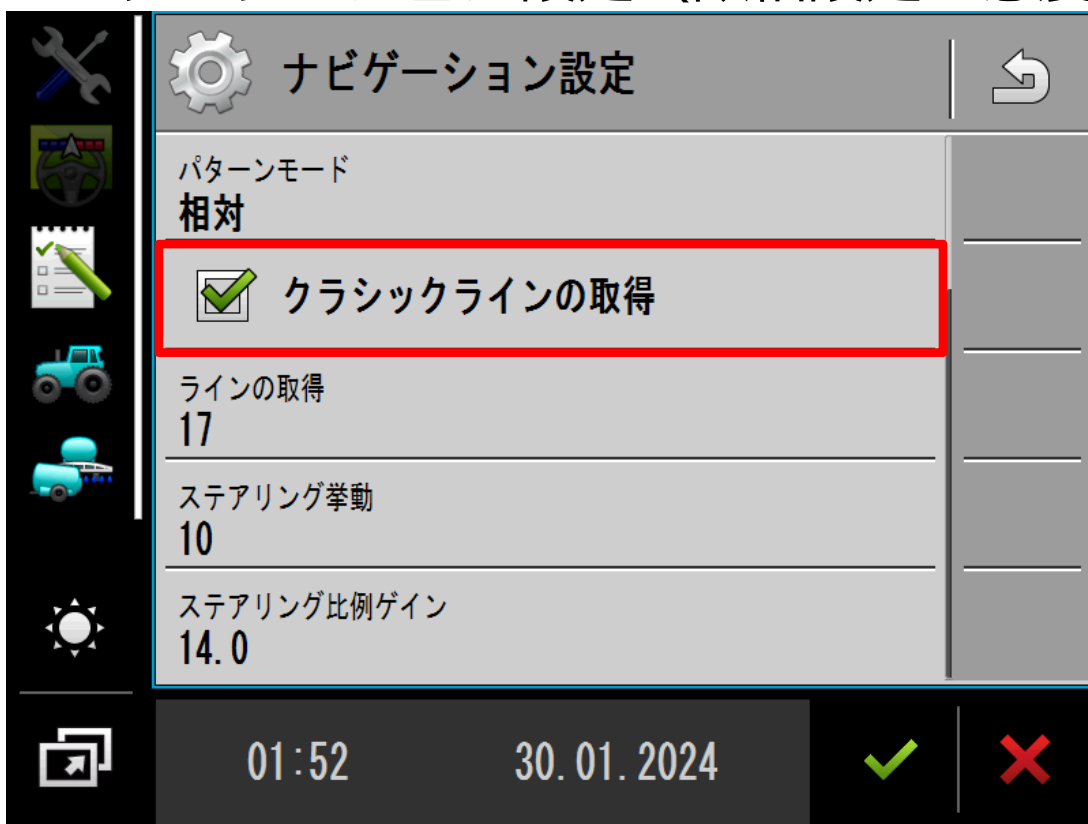 ナビゲーション設定
パターンモード
相対
クラシックラインの取得
ラインの取得
17
ステアリング挙動
10
ステアリング比例ゲイン
14.0
01:52 30.01.2024